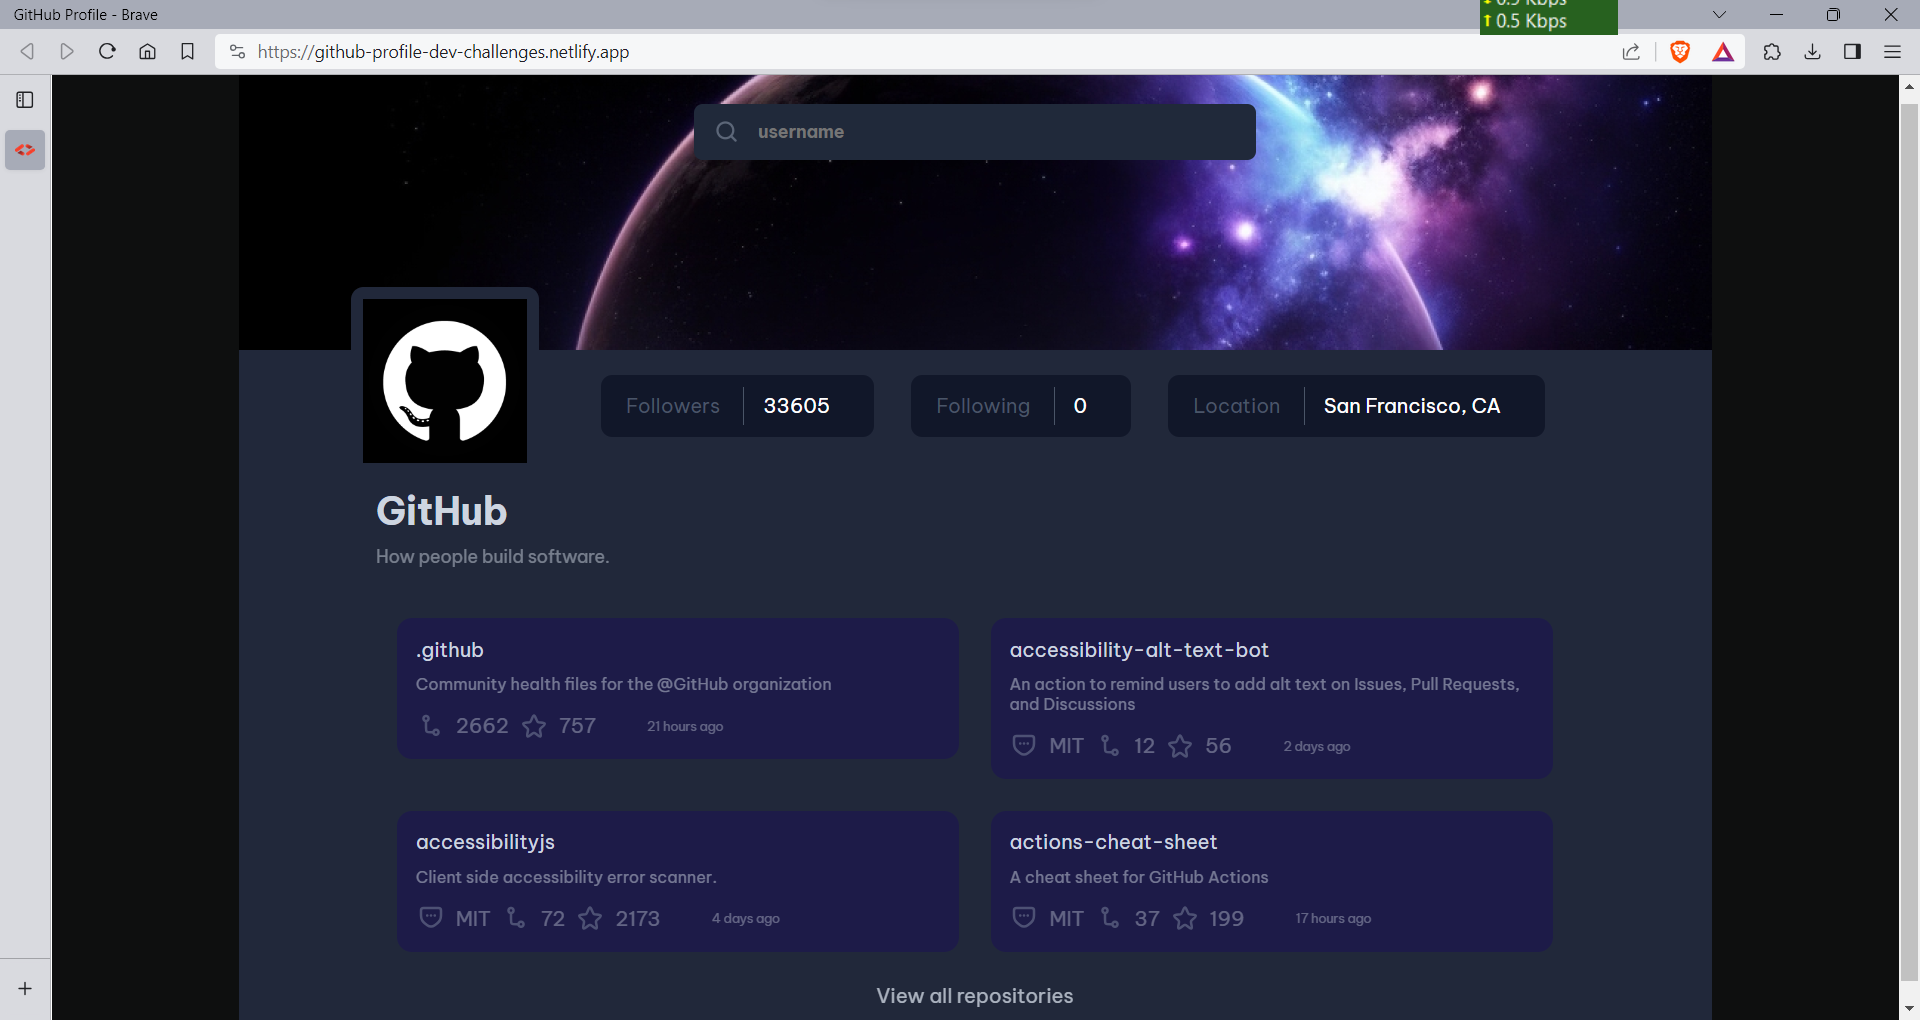 GitHub Profile - Brave
0.5 Kbps
0.5 Kbps
https://github-profile-dev-challenges.netlify.app
username
Followers 33605
Following 0
Location San Francisco, CA
GitHub
How people build software.
.github
Community health files for the @GitHub organization
2662 757 21 hours ago
accessibility-alt-text-bot
An action to remind users to add alt text on Issues, Pull Requests,
and Discussions
MIT 12 56 2 days ago
accessibilityjs
Client side accessibility error scanner.
MIT 72 2173 4 days ago
actions-cheat-sheet
A cheat sheet for GitHub Actions
MIT 37 199 17 hours ago
View all repositories